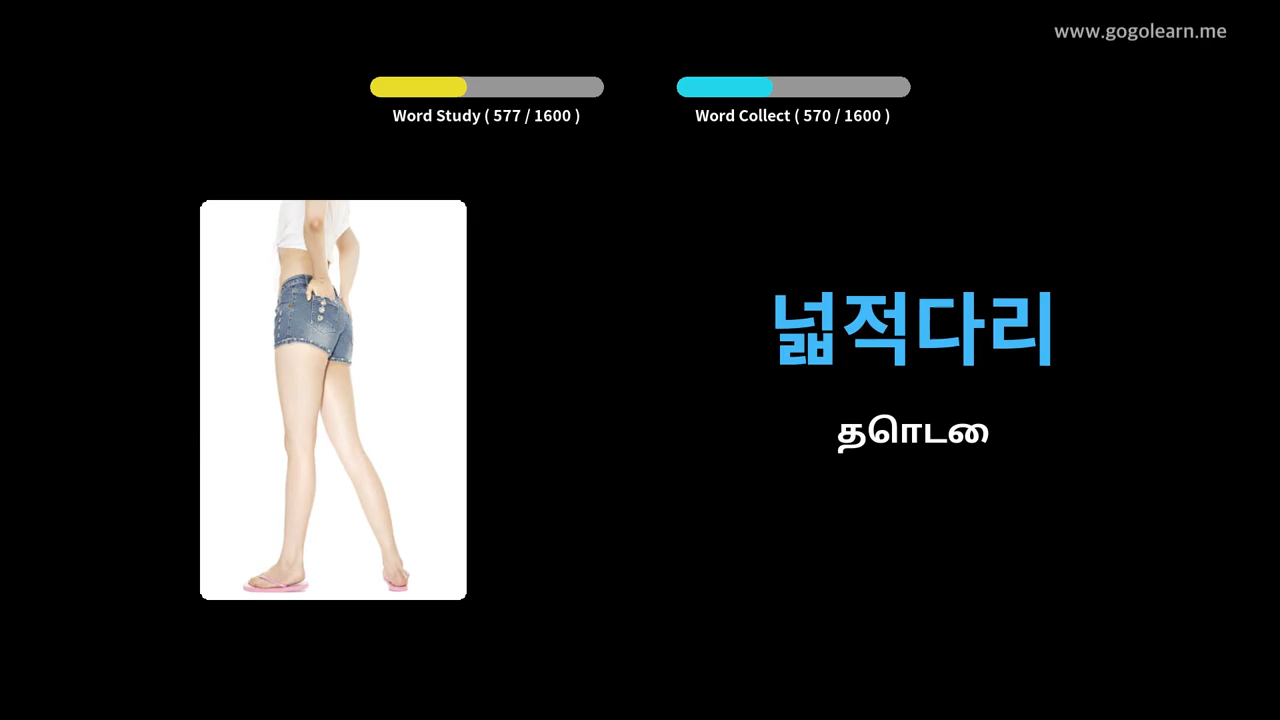 www.gogolearn.me
Word Study ( 577 / 1600 )
Word Collect ( 570 / 1600 )
넓적다리
தொடை